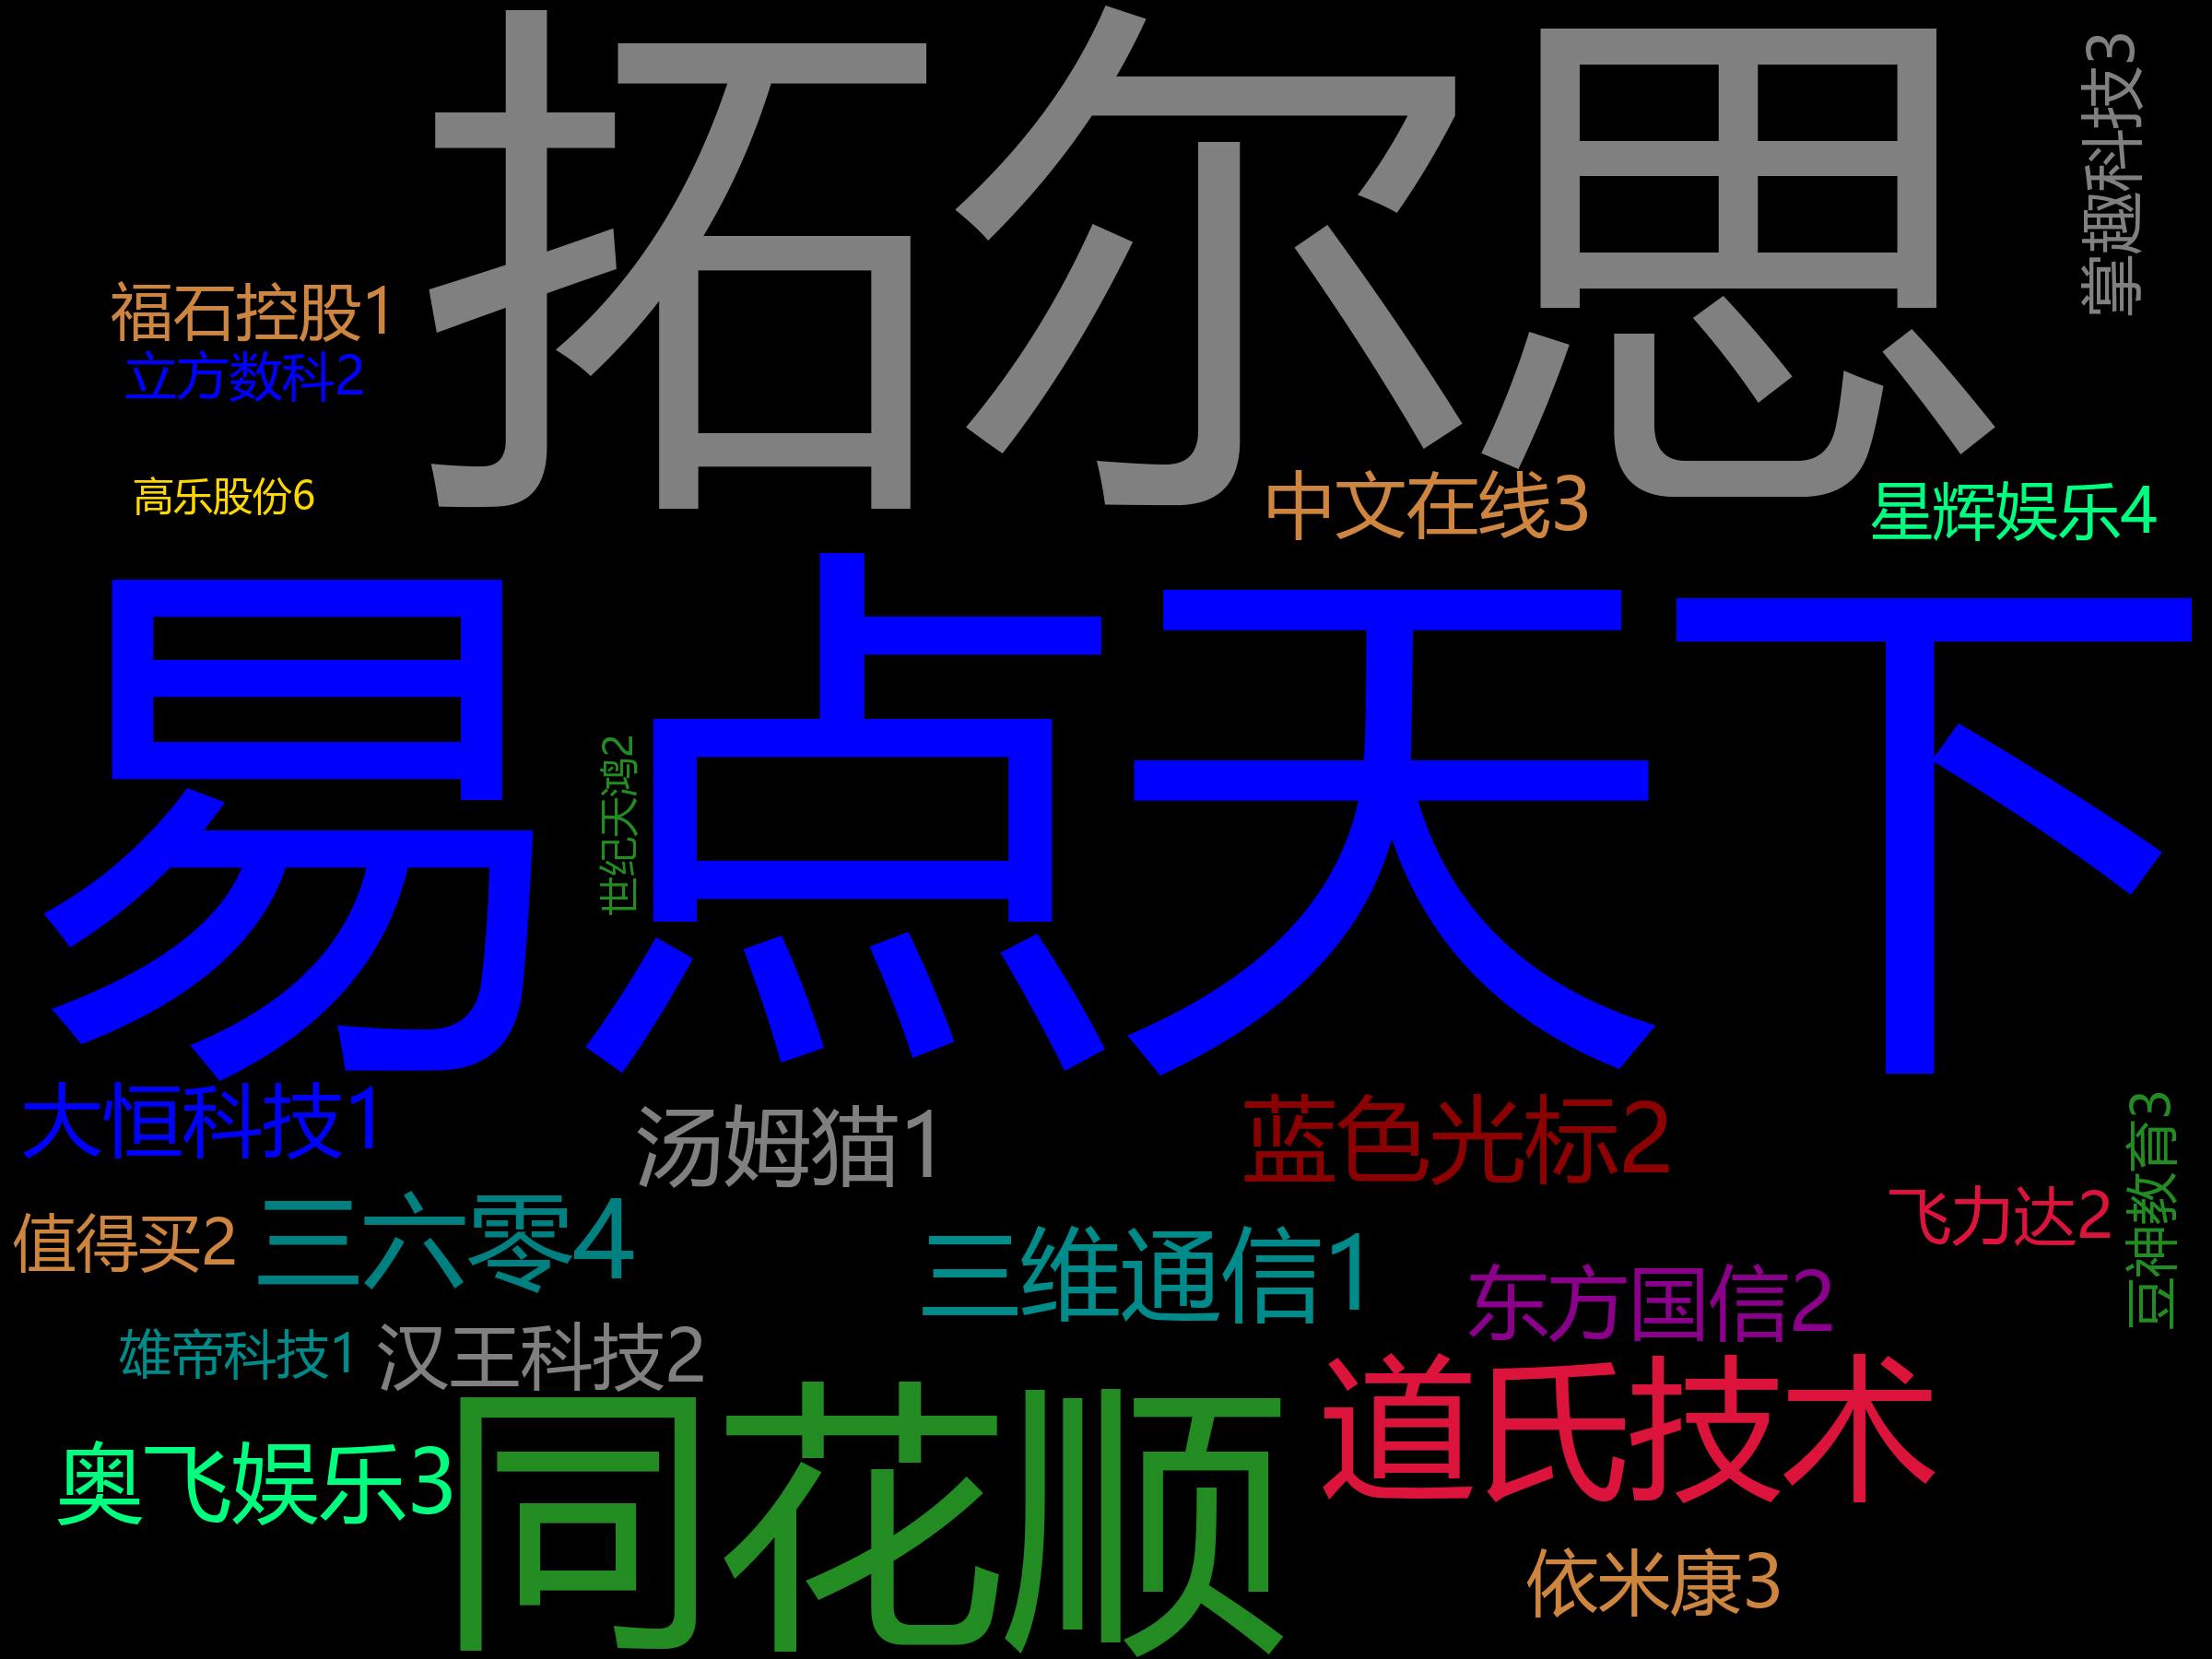 拓尔思
掌趣科技3
福石控股1
立方数科2
高乐股份6
中文在线3
星辉娱乐4
易点天下
世纪天鸿2
大恒科技1
汤姆猫1
蓝色光标2
豆神教育3
值得买2
三六零4
飞力达2
三维通信1
东方国信2
雄帝科技1
汉王科技2
道氏技术
同花顺
奥飞娱乐3
依米康3